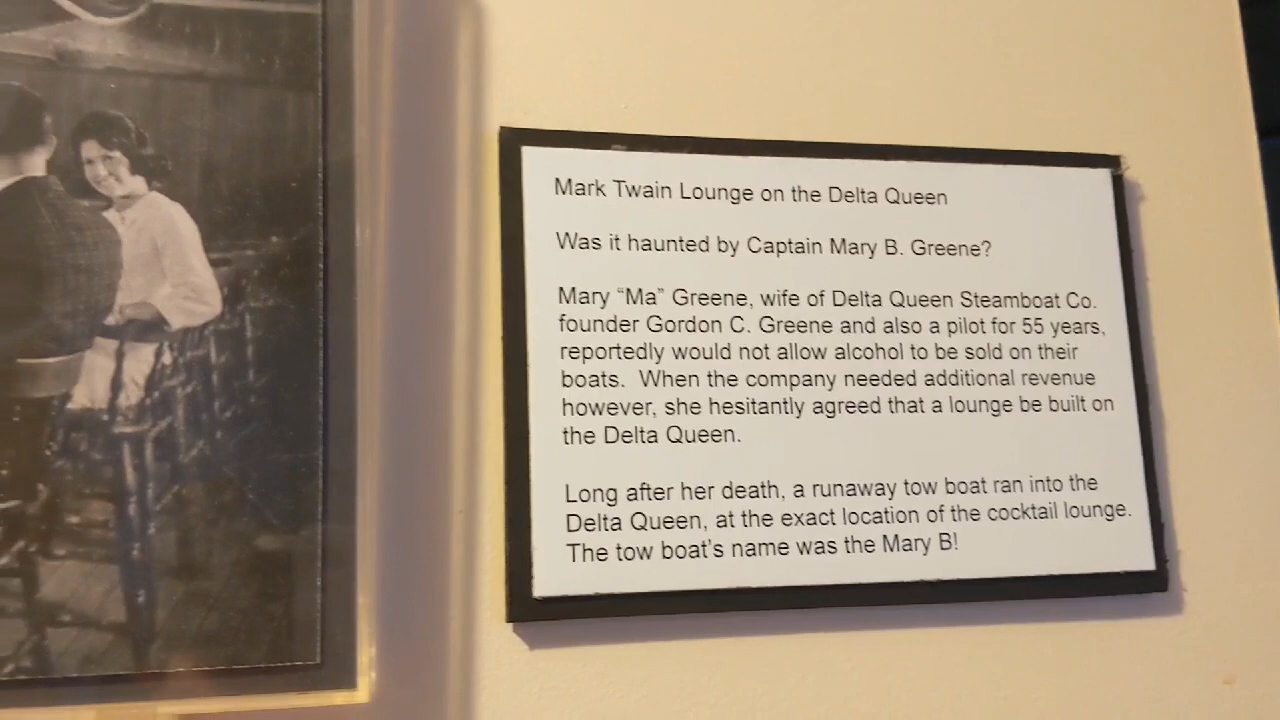 Mark Twain Lounge on the Delta Queen
Was it haunted by Captain Mary B. Greene?
Mary “Ma” Greene, wife of Delta Queen Steamboat Co.
founder Gordon C. Greene and also a pilot for 55 years,
reportedly would not allow alcohol to be sold on their
boats.  When the company needed additional revenue
however, she hesitantly agreed that a lounge be built on
the Delta Queen.
Long after her death, a runaway tow boat ran into the
Delta Queen, at the exact location of the cocktail lounge.
The tow boat’s name was the Mary B!